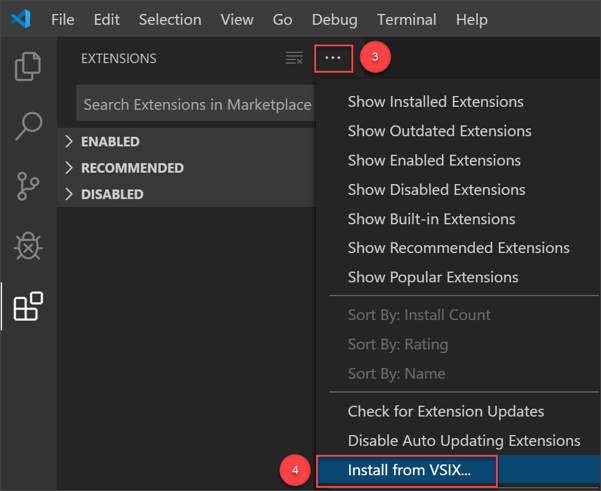 File Edit Selection View Go Debug Terminal Help
EXTENSIONS ... 3
Search Extensions in Marketplace
ENABLED
RECOMMENDED
DISABLED
Show Installed Extensions
Show Outdated Extensions
Show Enabled Extensions
Show Disabled Extensions
Show Built-in Extensions
Show Recommended Extensions
Show Popular Extensions
Sort By: Install Count
Sort By: Rating
Sort By: Name
Check for Extension Updates
Disable Auto Updating Extensions
4 Install from VSIX...